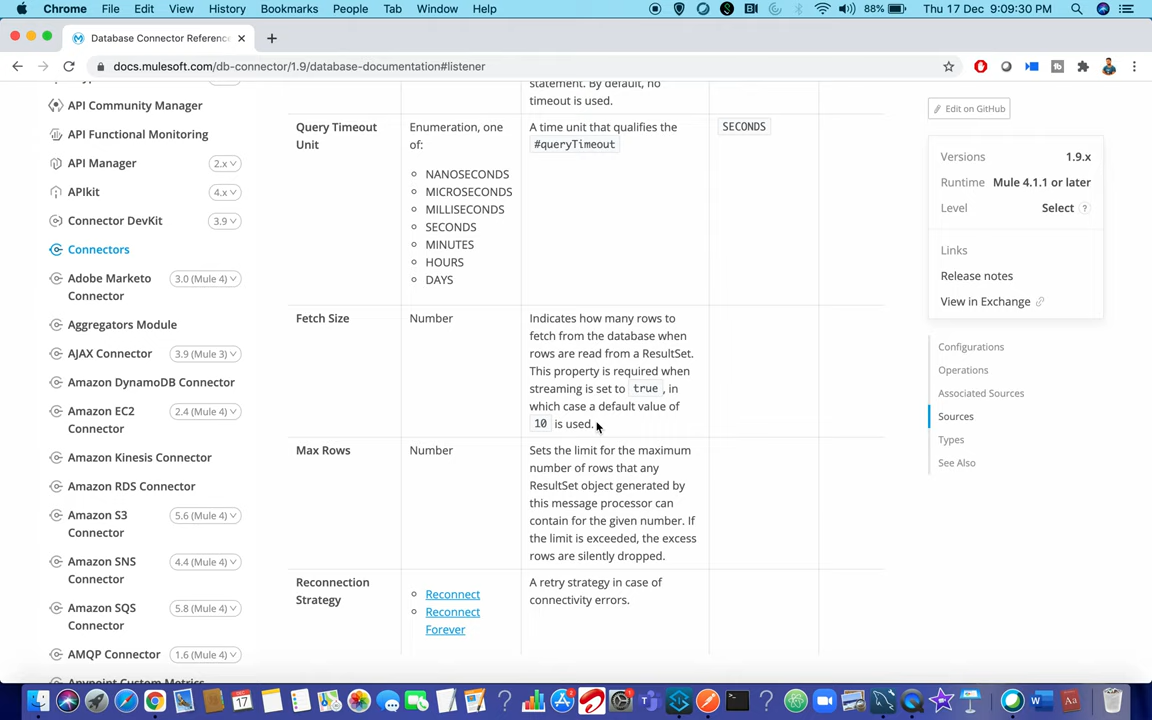 Chrome File Edit View History Bookmarks People Tab Window Help 88% Thu 17 Dec 9:09:30 PM
Database Connector Reference
docs.mulesoft.com/db-connector/1.9/database-documentation#listener
API Community Manager
API Functional Monitoring
API Manager 2.x
APIkit 4.x
Connector DevKit 3.9
Connectors
Adobe Marketo
Connector
3.0 (Mule 4)
Aggregators Module
AJAX Connector 3.9 (Mule 3)
Amazon DynamoDB Connector
Amazon EC2
Connector
2.4 (Mule 4)
Amazon Kinesis Connector
Amazon RDS Connector
Amazon S3
Connector
5.6 (Mule 4)
Amazon SNS
Connector
4.4 (Mule 4)
Amazon SQS
Connector
5.8 (Mule 4)
AMQP Connector 1.6 (Mule 4)
Anypoint Custom Metrics
statement. By default, no
timeout is used.
Query Timeout
Unit
Enumeration, one
of:
NANOSECONDS
MICROSECONDS
MILLISECONDS
SECONDS
MINUTES
HOURS
DAYS
A time unit that qualifies the
#queryTimeout
SECONDS
Fetch Size
Number
Indicates how many rows to
fetch from the database when
rows are read from a ResultSet.
This property is required when
streaming is set to true, in
which case a default value of
10 is used.
Max Rows
Number
Sets the limit for the maximum
number of rows that any
ResultSet object generated by
this message processor can
contain for the given number. If
the limit is exceeded, the excess
rows are silently dropped.
Reconnection
Strategy
Reconnect
Reconnect
Forever
A retry strategy in case of
connectivity errors.
Edit on GitHub
Versions 1.9.x
Runtime Mule 4.1.1 or later
Level Select ?
Links
Release notes
View in Exchange
Configurations
Operations
Associated Sources
Sources
Types
See Also